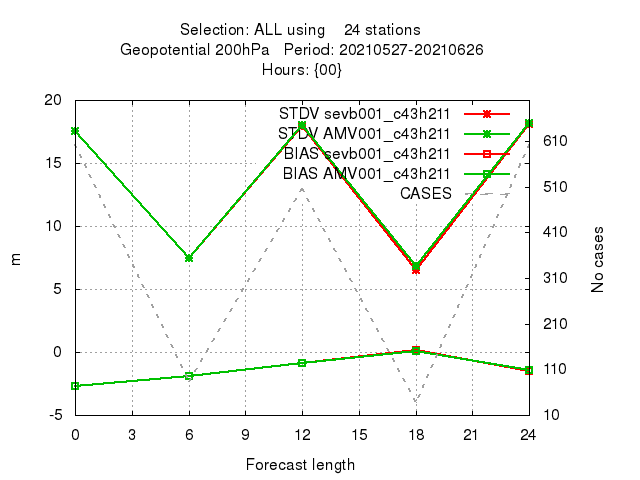 Selection: ALL using    24 stations
Geopotential 200hPa   Period: 20210527-20210626
Hours: {00}
STDV sevb001_c43h211
STDV AMV001_c43h211
BIAS sevb001_c43h211
BIAS AMV001_c43h211
CASES
20
15
10
5
0
-5
m
610
510
410
310
210
110
10
No cases
0 3 6 9 12 15 18 21 24
Forecast length